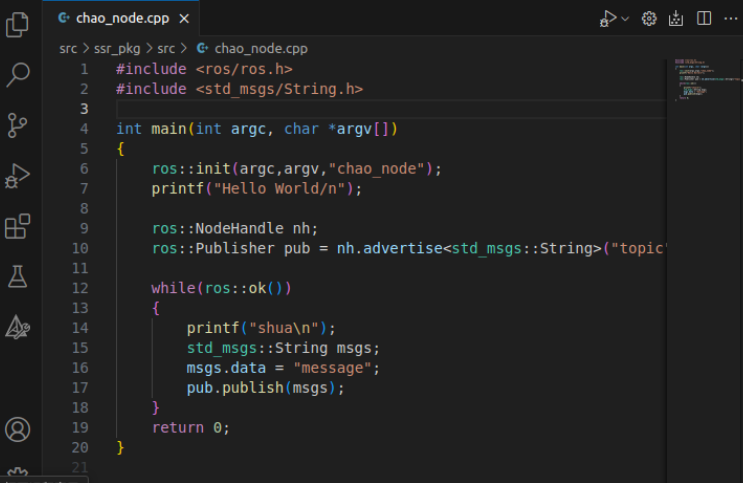 chao_node.cpp
src > ssr_pkg > src > chao_node.cpp
1 #include <ros/ros.h>
2 #include <std_msgs/String.h>
3
4 int main(int argc, char *argv[])
5 {
6 ros::init(argc,argv,"chao_node");
7 printf("Hello World/n");
8
9 ros::NodeHandle nh;
10 ros::Publisher pub = nh.advertise<std_msgs::String>("topic"
11
12 while(ros::ok())
13 {
14 printf("shua\n");
15 std_msgs::String msgs;
16 msgs.data = "message";
17 pub.publish(msgs);
18 }
19 return 0;
20 }
21